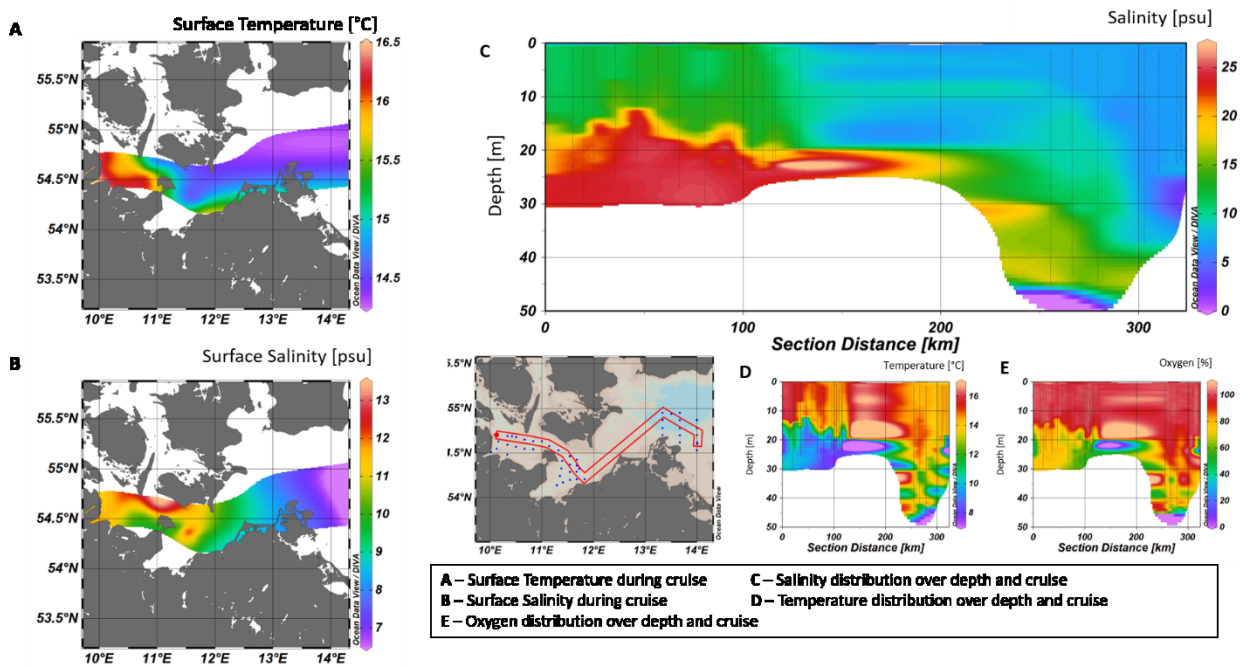 A
Surface Temperature [°C]
55.5°N
55°N
54.5°N
54°N
53.5°N
10°E 11°E 12°E 13°E 14°E
16.5
16
15.5
15
14.5
Ocean Data View / DIVA
B
Surface Salinity [psu]
55.5°N
55°N
54.5°N
54°N
53.5°N
10°E 11°E 12°E 13°E 14°E
13
12
11
10
9
8
7
Ocean Data View / DIVA
C
Salinity [psu]
Depth [m]
0
10
20
30
40
50
0 100 200 300
Section Distance [km]
25
20
15
10
5
0
Ocean Data View / DIVA
5.5°N
55°N
4.5°N
54°N
10°E 11°E 12°E 13°E 14°E
Ocean Data View
D
Temperature [°C]
Depth [m]
0
10
20
30
40
50
0 100 200 300
Section Distance [km]
16
14
12
10
8
Ocean Data View / DIVA
E
Oxygen [%]
Depth [m]
0
10
20
30
40
50
0 100 200 300
Section Distance [km]
100
80
60
40
20
0
Ocean Data View / DIVA
A – Surface Temperature during cruise
C – Salinity distribution over depth and cruise
B – Surface Salinity during cruise
D – Temperature distribution over depth and cruise
E – Oxygen distribution over depth and cruise